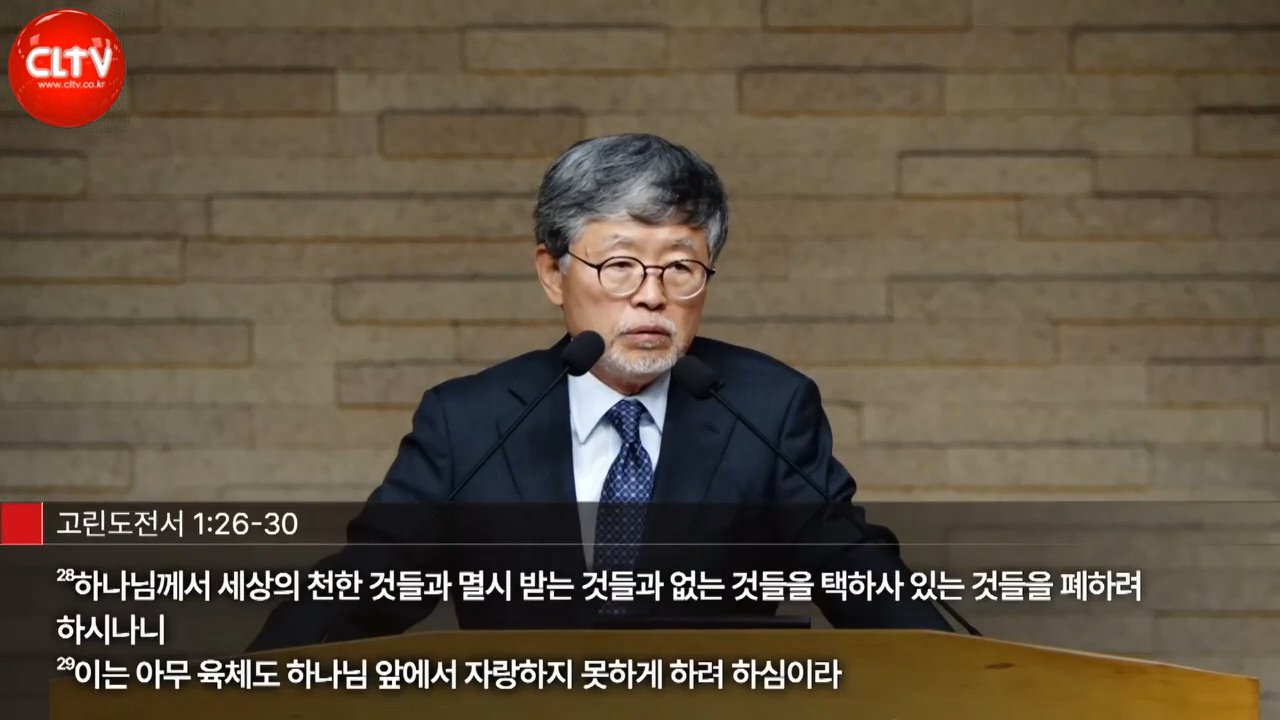 CLTV
www.cltv.co.kr
고린도전서 1:26-30
28하나님께서 세상의 천한 것들과 멸시 받는 것들과 없는 것들을 택하사 있는 것들을 폐하려
하시나니
29이는 아무 육체도 하나님 앞에서 자랑하지 못하게 하려 하심이라